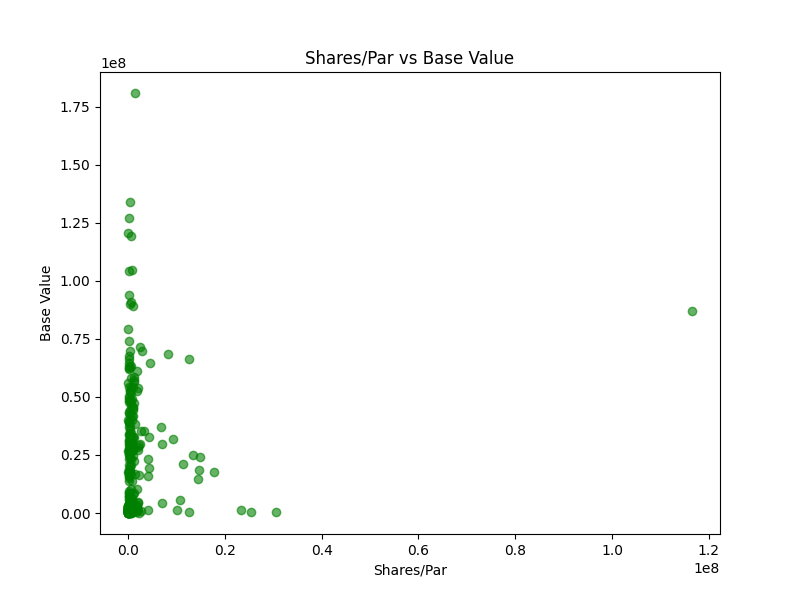 Shares/Par vs Base Value
1e8
1.75
1.50
1.25
1.00
0.75
0.50
0.25
0.00
Base Value
0.0 0.2 0.4 0.6 0.8 1.0 1.2
1e8
Shares/Par